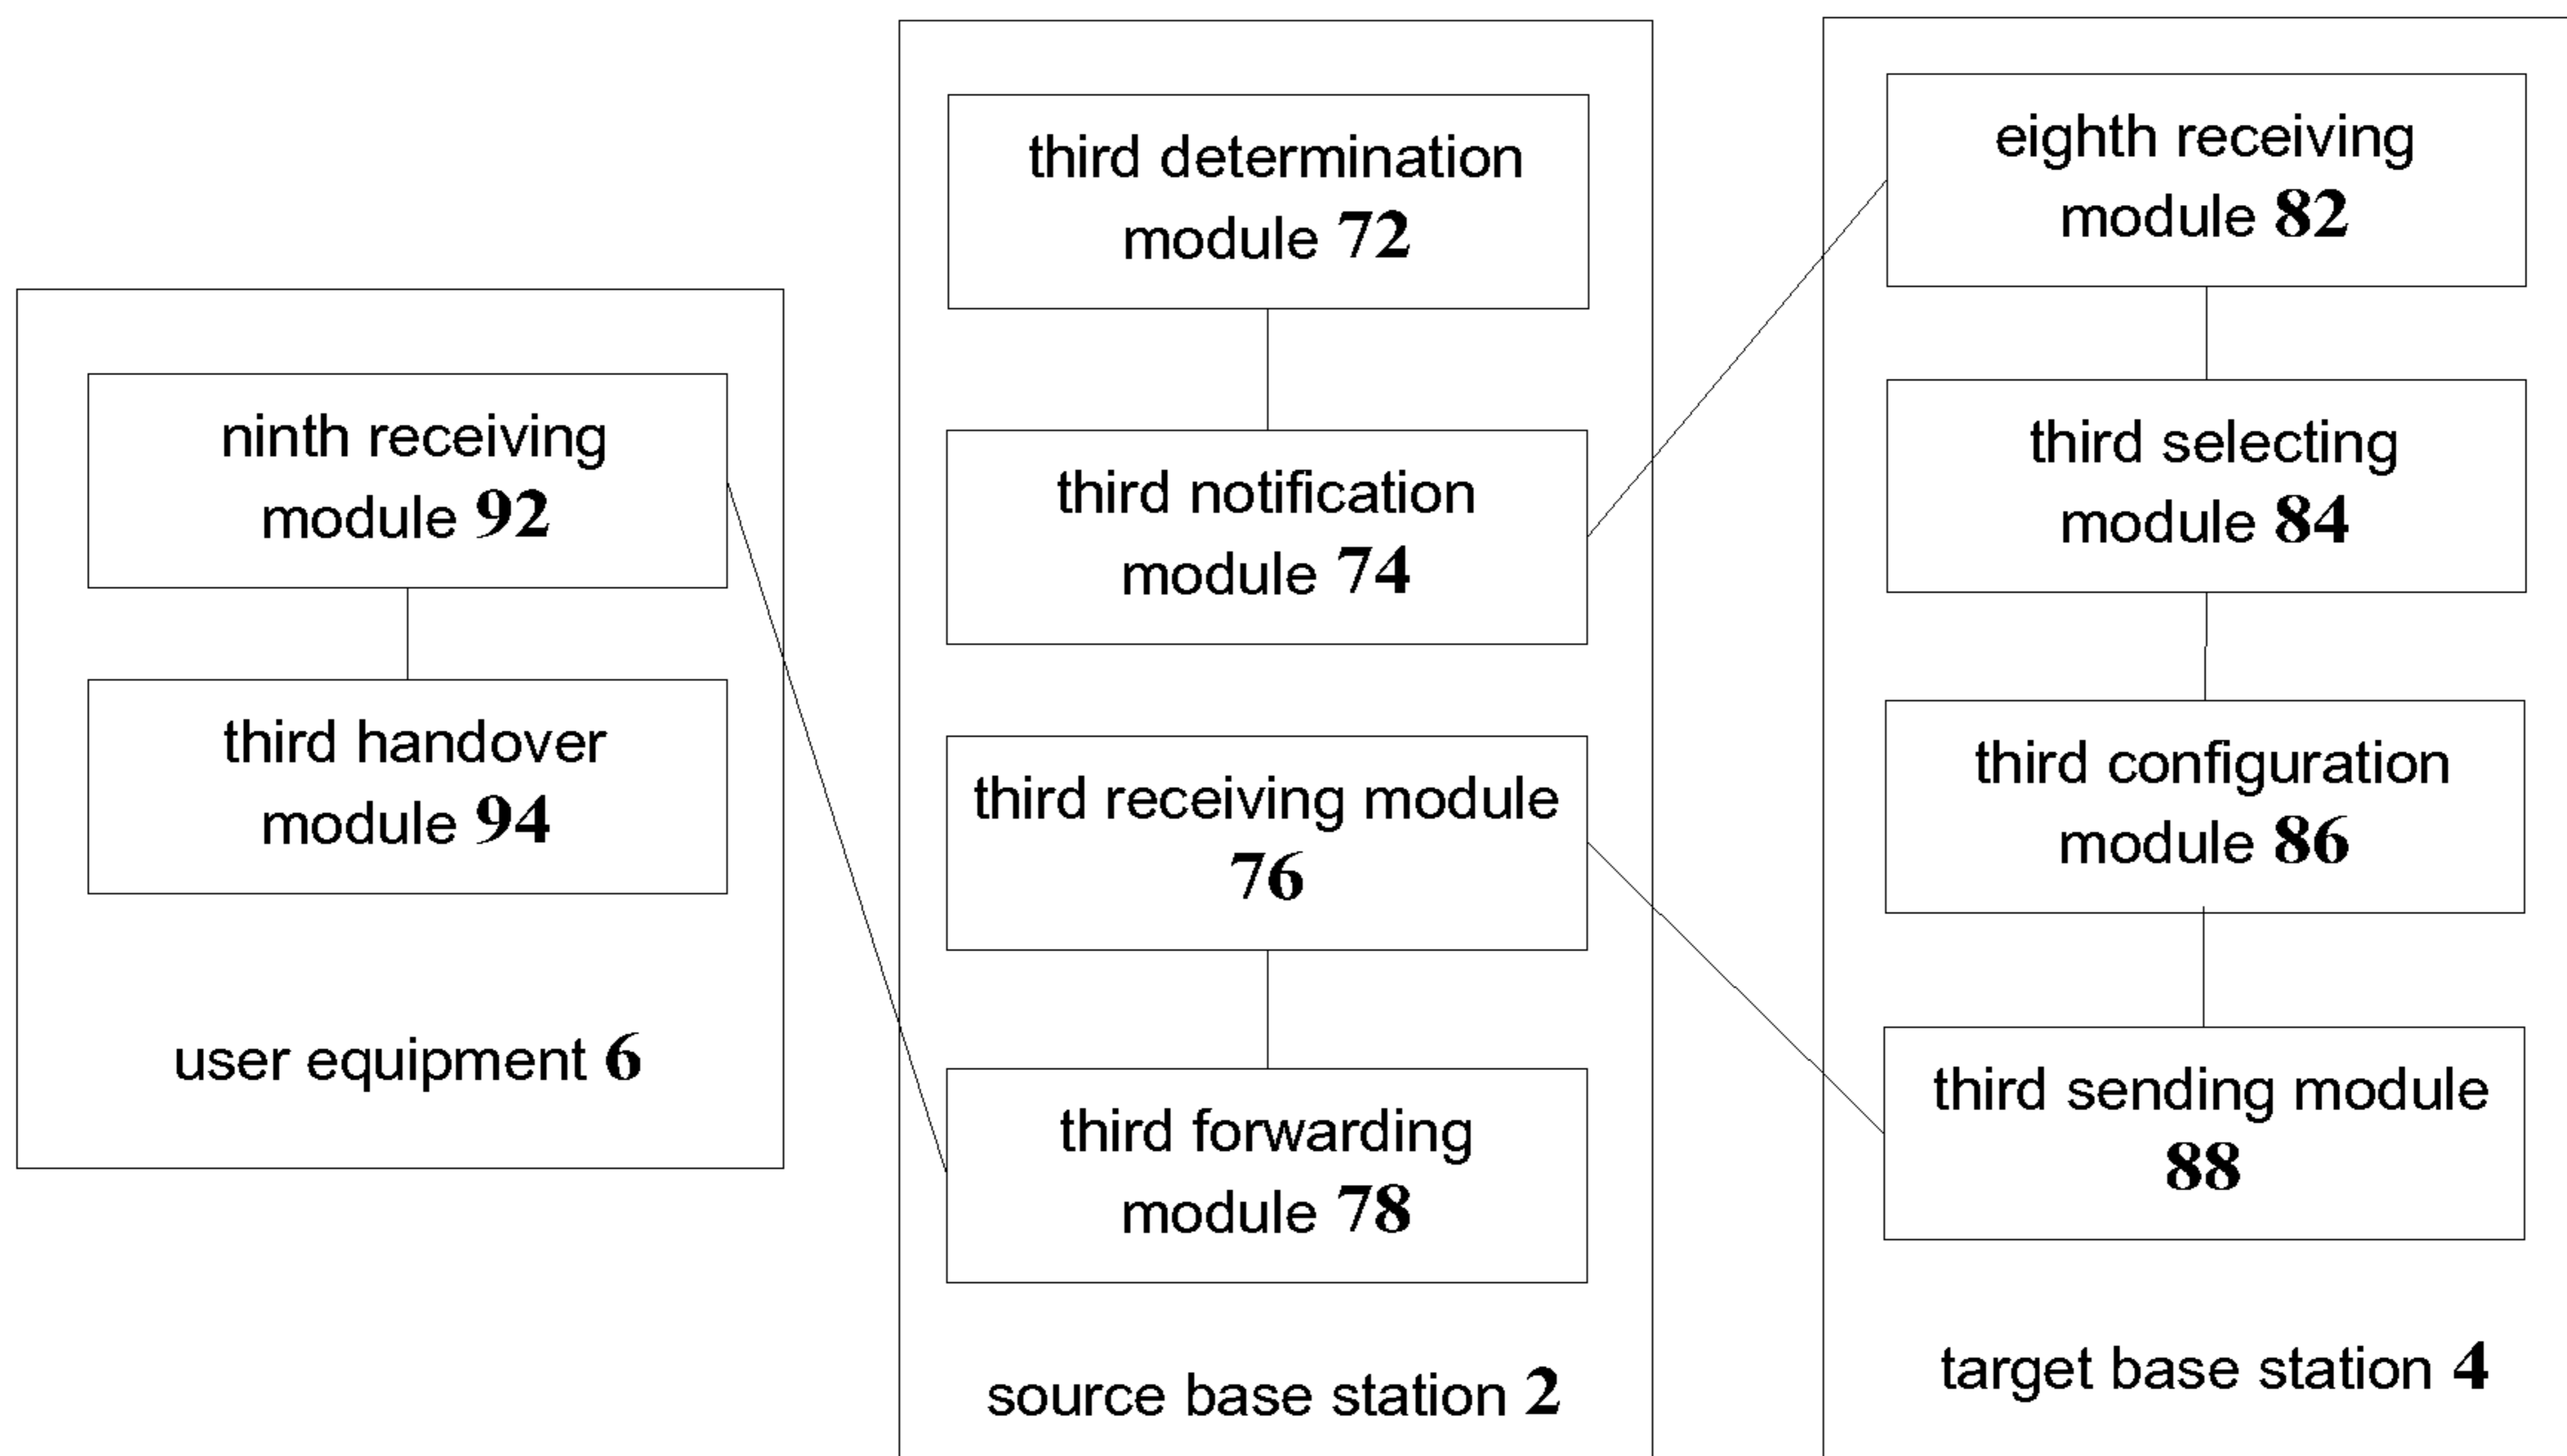 ninth receiving
module 92
third handover
module 94
user equipment 6
third determination
module 72
third notification
module 74
third receiving module
76
third forwarding
module 78
source base station 2
eighth receiving
module 82
third selecting
module 84
third configuration
module 86
third sending module
88
target base station 4